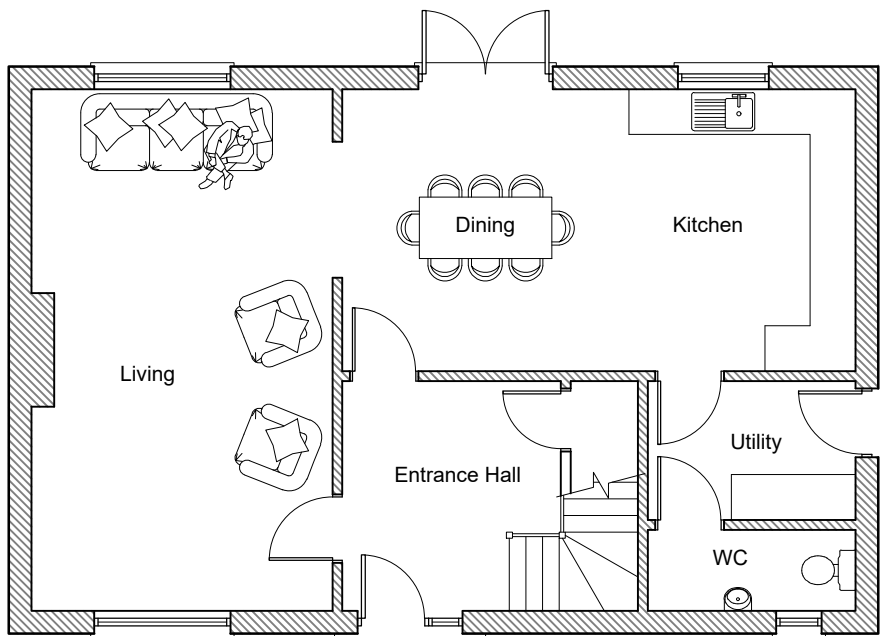 Dining
Kitchen
Living
Utility
Entrance Hall
WC